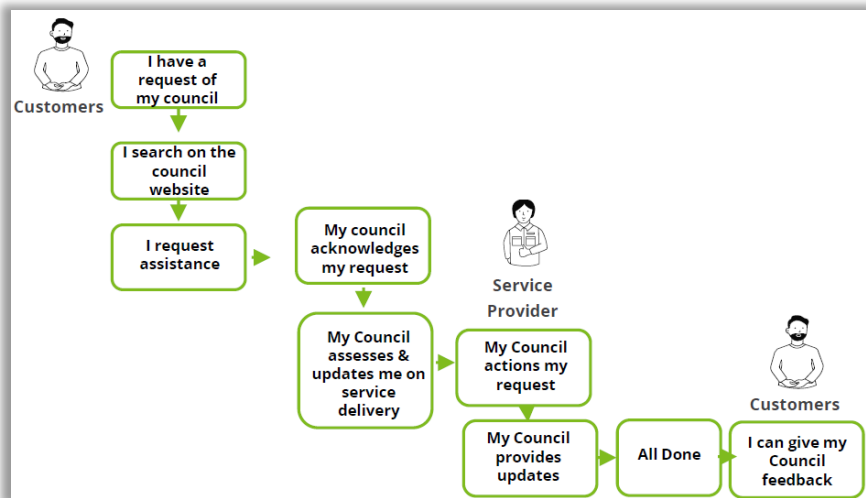 Customers
I have a
request of
my council
I search on the
council
website
I request
assistance
My council
acknowledges
my request
My Council
assesses &
updates me on
service
delivery
Service
Provider
My Council
actions my
request
My Council
provides
updates
All Done
Customers
I can give my
Council
feedback